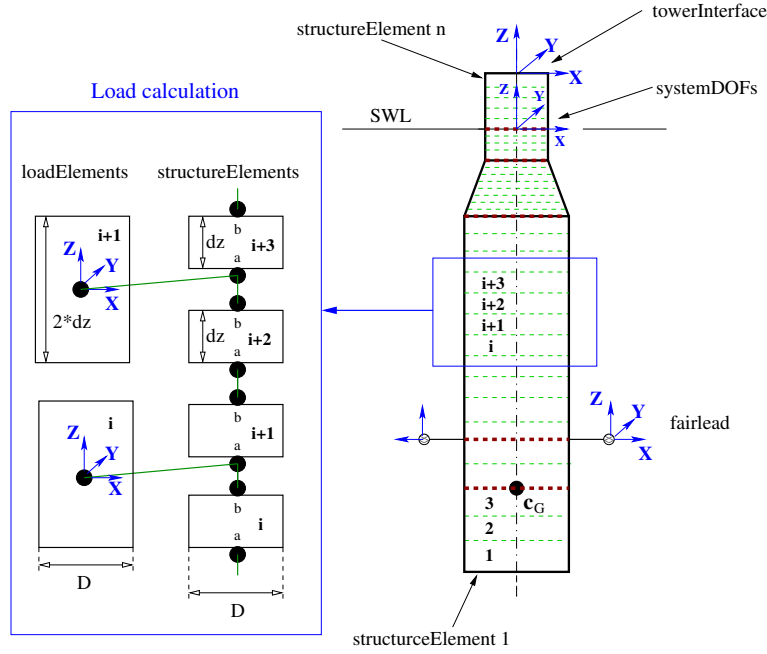 towerInterface
structureElement n
Z
Y
X
systemDOFs
Z
Y
X
SWL
Load calculation
loadElements
structureElements
i+1
Z
Y
X
2*dz
b
dz
i+3
a
b
dz
i+2
a
i
Z
Y
X
b
i+1
a
b
i
a
D
D
i+3
i+2
i+1
i
Z
Y
X
fairlead
3
c_G
2
1
structurceElement 1